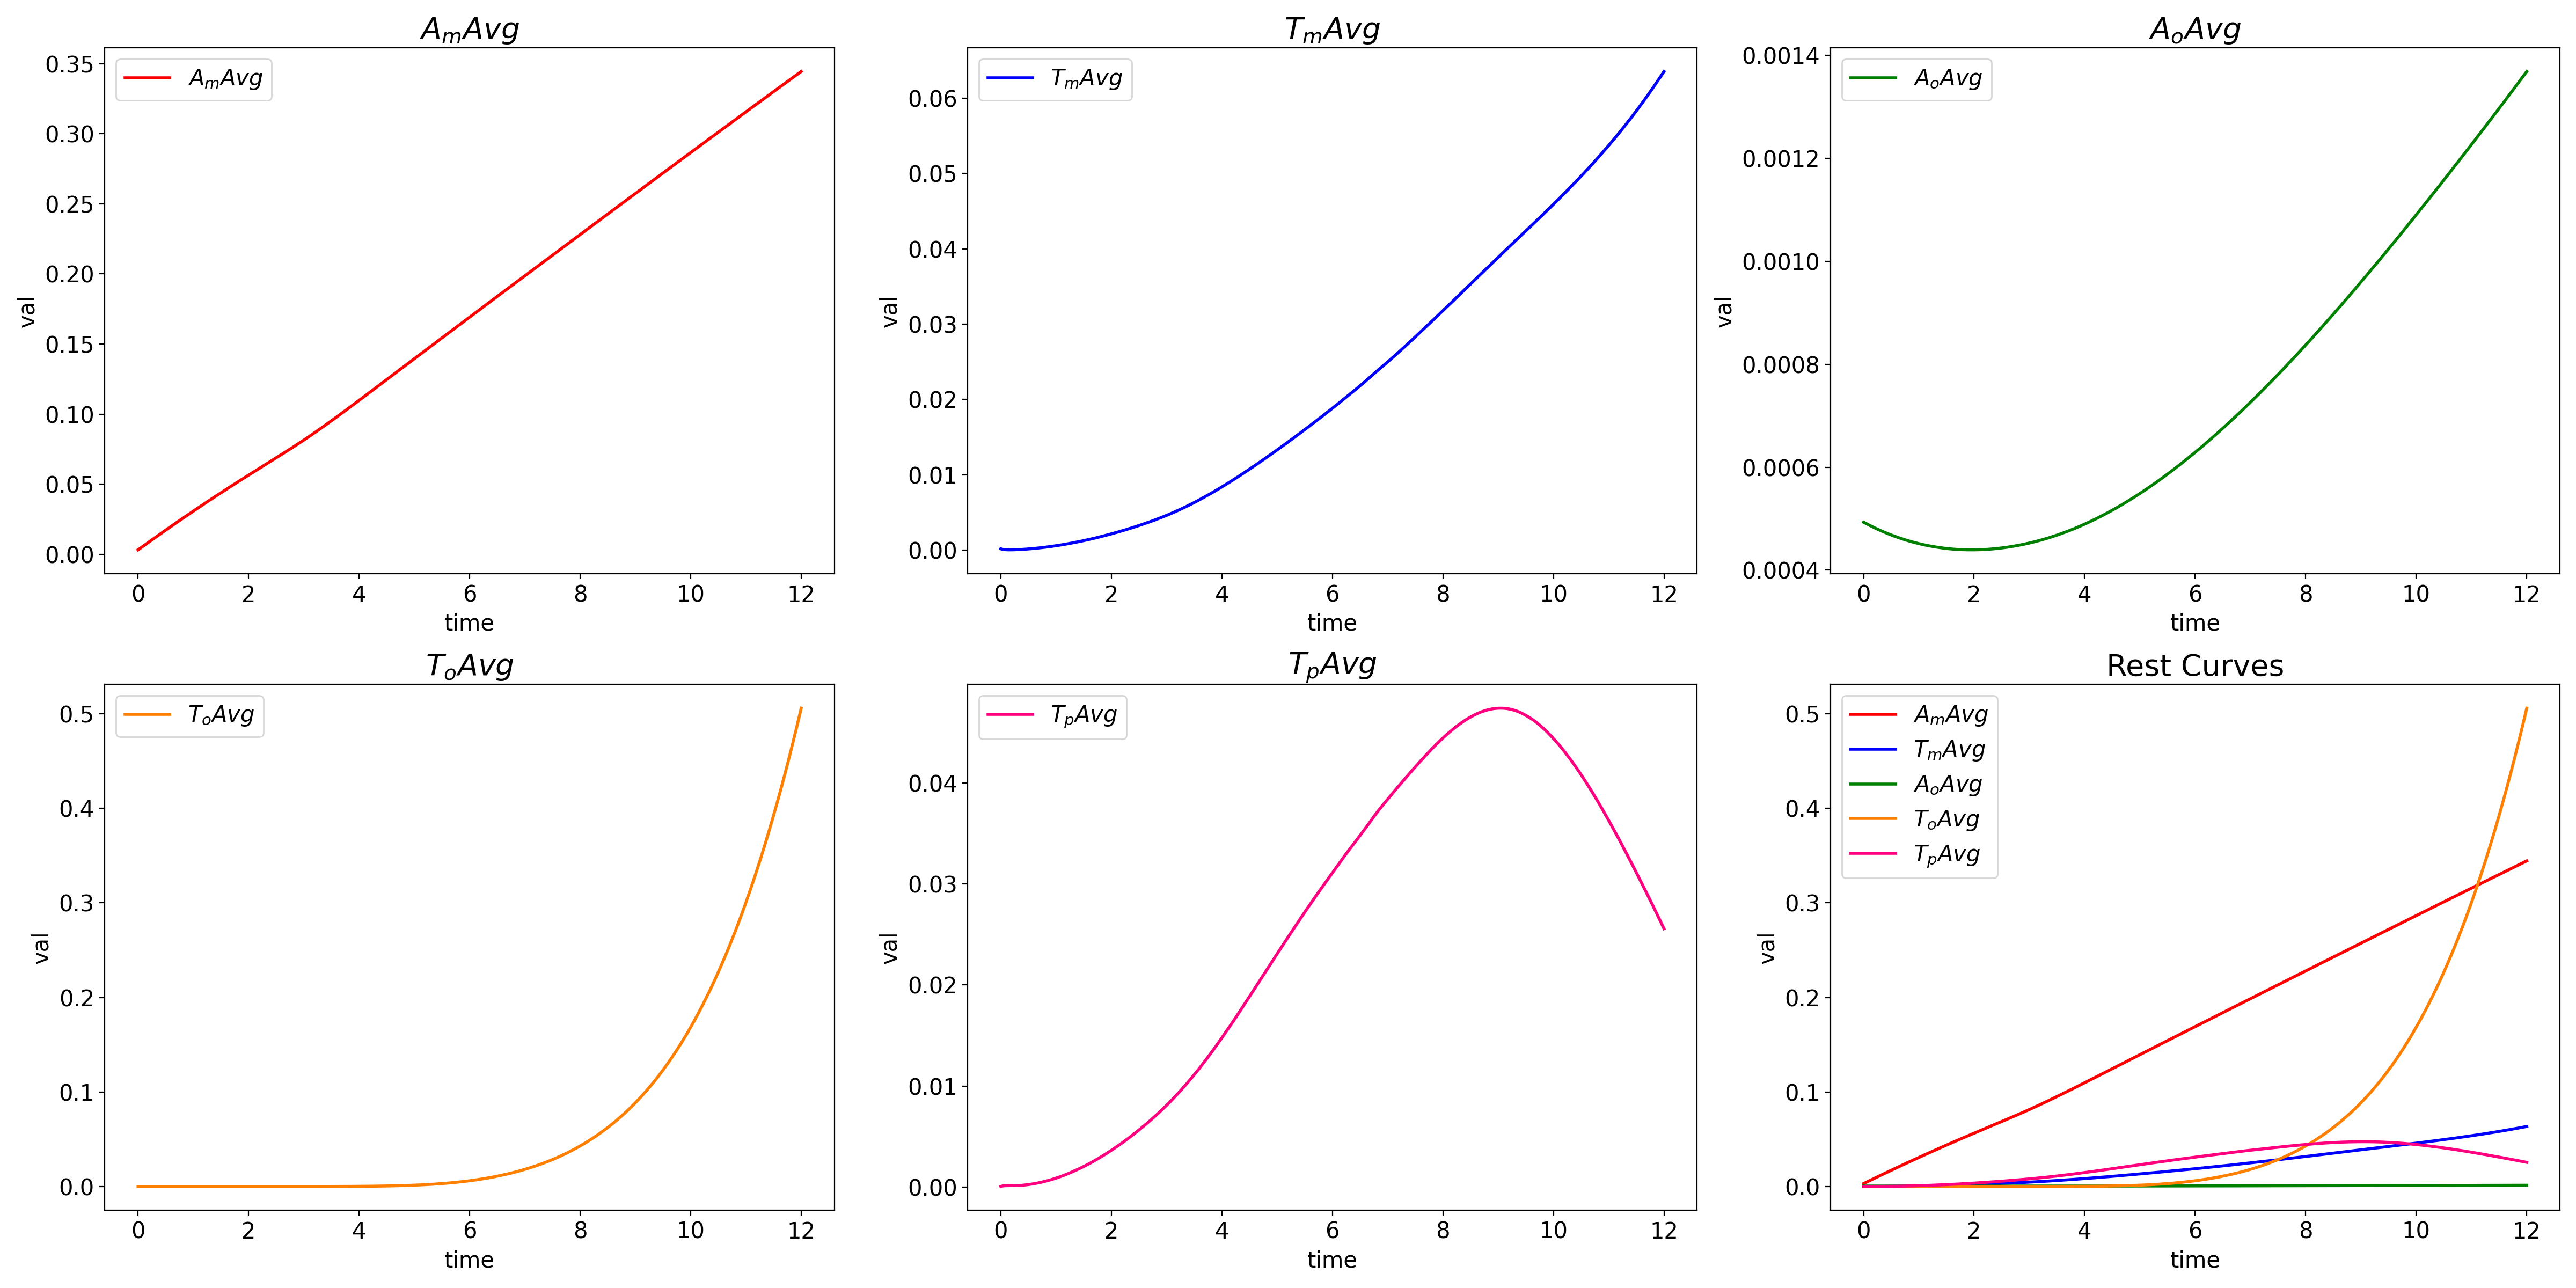 A_mAvg
A_mAvg
0.35
0.30
0.25
0.20
0.15
0.10
0.05
0.00
val
0 2 4 6 8 10 12
time
T_mAvg
T_mAvg
0.06
0.05
0.04
0.03
0.02
0.01
0.00
val
0 2 4 6 8 10 12
time
A_oAvg
A_oAvg
0.0014
0.0012
0.0010
0.0008
0.0006
0.0004
val
0 2 4 6 8 10 12
time
T_oAvg
T_oAvg
0.5
0.4
0.3
0.2
0.1
0.0
val
0 2 4 6 8 10 12
time
T_pAvg
T_pAvg
0.04
0.03
0.02
0.01
0.00
val
0 2 4 6 8 10 12
time
Rest Curves
A_mAvg
T_mAvg
A_oAvg
T_oAvg
T_pAvg
0.5
0.4
0.3
0.2
0.1
0.0
val
0 2 4 6 8 10 12
time